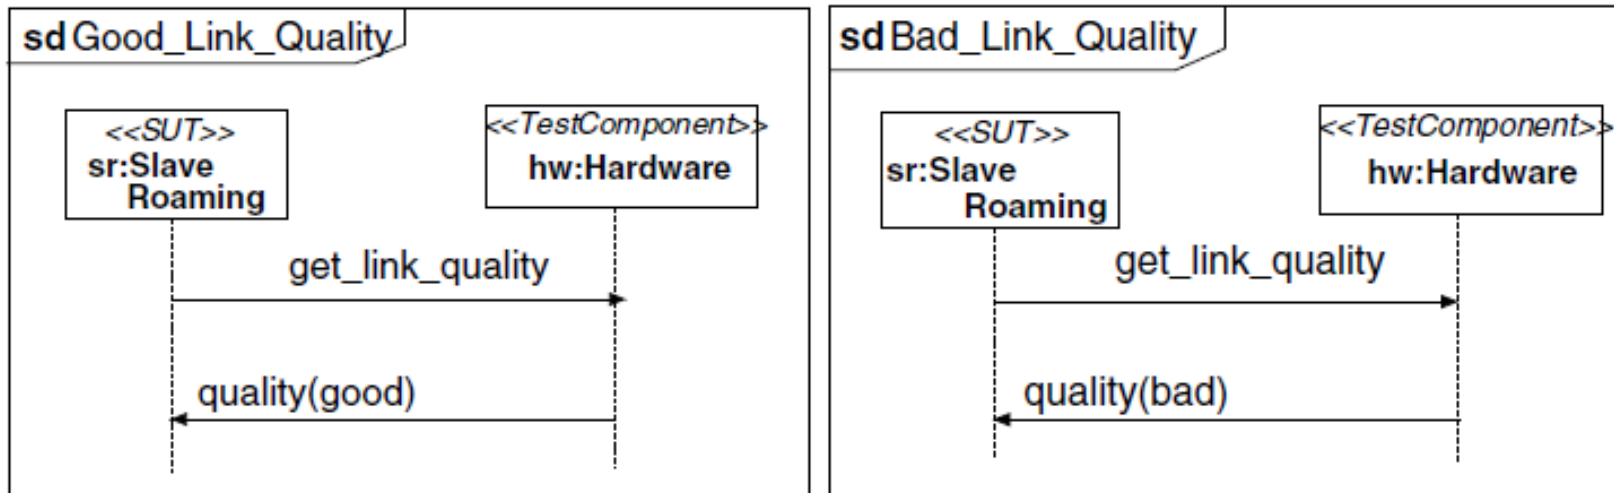 sd Good_Link_Quality
<<SUT>>
sr:Slave
Roaming
<<TestComponent>>
hw:Hardware
get_link_quality
quality(good)
sd Bad_Link_Quality
<<SUT>>
sr:Slave
Roaming
<<TestComponent>>
hw:Hardware
get_link_quality
quality(bad)